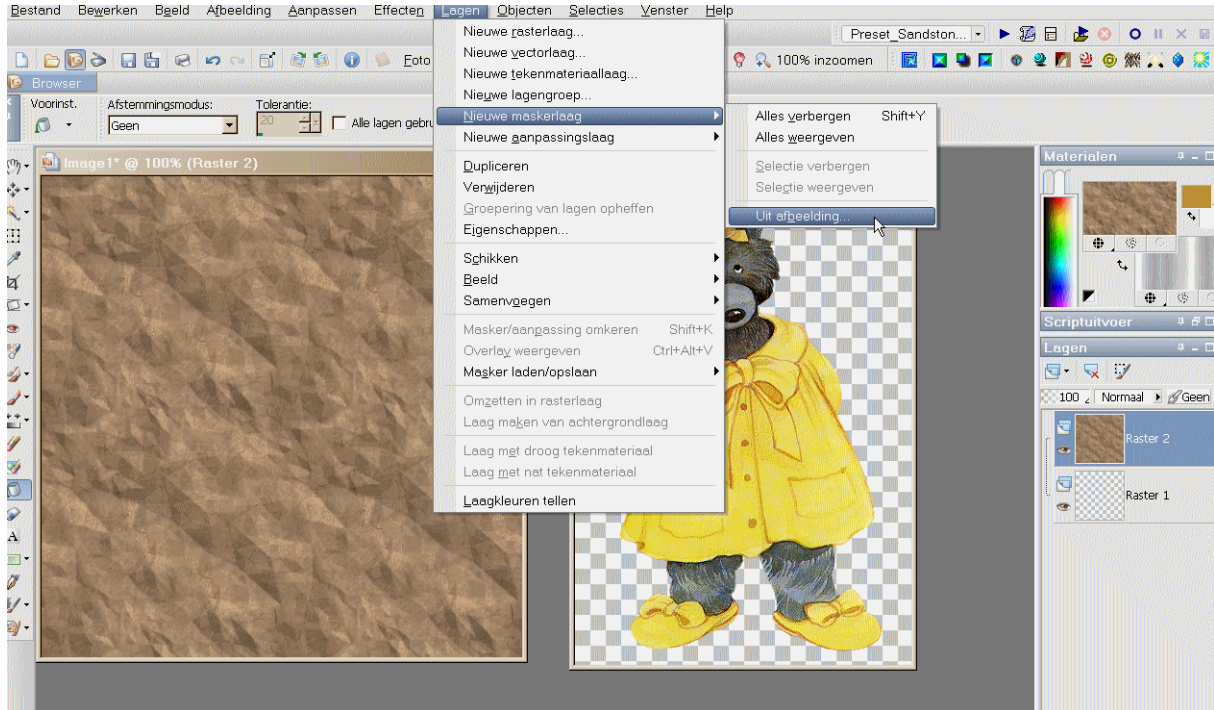 Bestand Bewerken Beeld Afbeelding Aanpassen Effecten Lagen Objecten Selecties Venster Help
Preset_Sandston...
Foto
100% inzoomen
Browser
Voorinst.
Afstemmingsmodus:
Tolerantie:
Geen
20
Alle lagen gebru
Image1* @ 100% (Raster 2)
Nieuwe rasterlaag...
Nieuwe vectorlaag...
Nieuwe tekenmateriaallaag...
Nieuwe lagengroep...
Nieuwe maskerlaag
Nieuwe aanpassingslaag
Dupliceren
Verwijderen
Groepering van lagen opheffen
Eigenschappen...
Schikken
Beeld
Samenvoegen
Masker/aanpassing omkeren Shift+K
Overlay weergeven Ctrl+Alt+V
Masker laden/opslaan
Omzetten in rasterlaag
Laag maken van achtergrondlaag
Laag met droog tekenmateriaal
Laag met nat tekenmateriaal
Laagkleuren tellen
Alles verbergen Shift+Y
Alles weergeven
Selectie verbergen
Selectie weergeven
Uit afbeelding...
Materialen
Scriptuitvoer
Lagen
100 Normaal Geen
Raster 2
Raster 1
A